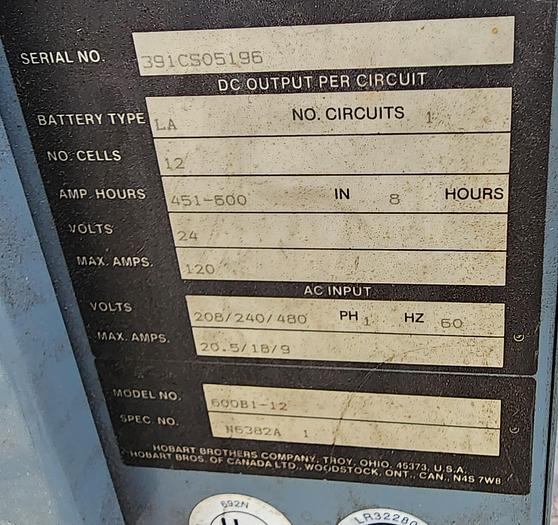 SERIAL NO. 391CS05196
DC OUTPUT PER CIRCUIT
BATTERY TYPE LA NO. CIRCUITS 1
NO. CELLS 12
AMP. HOURS 451-600 IN 8 HOURS
VOLTS 24
MAX. AMPS. 120
AC INPUT
VOLTS 208/240/480 PH 1 HZ 60
MAX. AMPS. 20.5/18/9
MODEL NO. 600B1-12
SPEC. NO. N6382A 1
HOBART BROTHERS COMPANY, TROY, OHIO, 45373, U.S.A.
HOBART BROS. OF CANADA LTD., WOODSTOCK, ONT., CAN., N4S 7W8
692N
LR32280